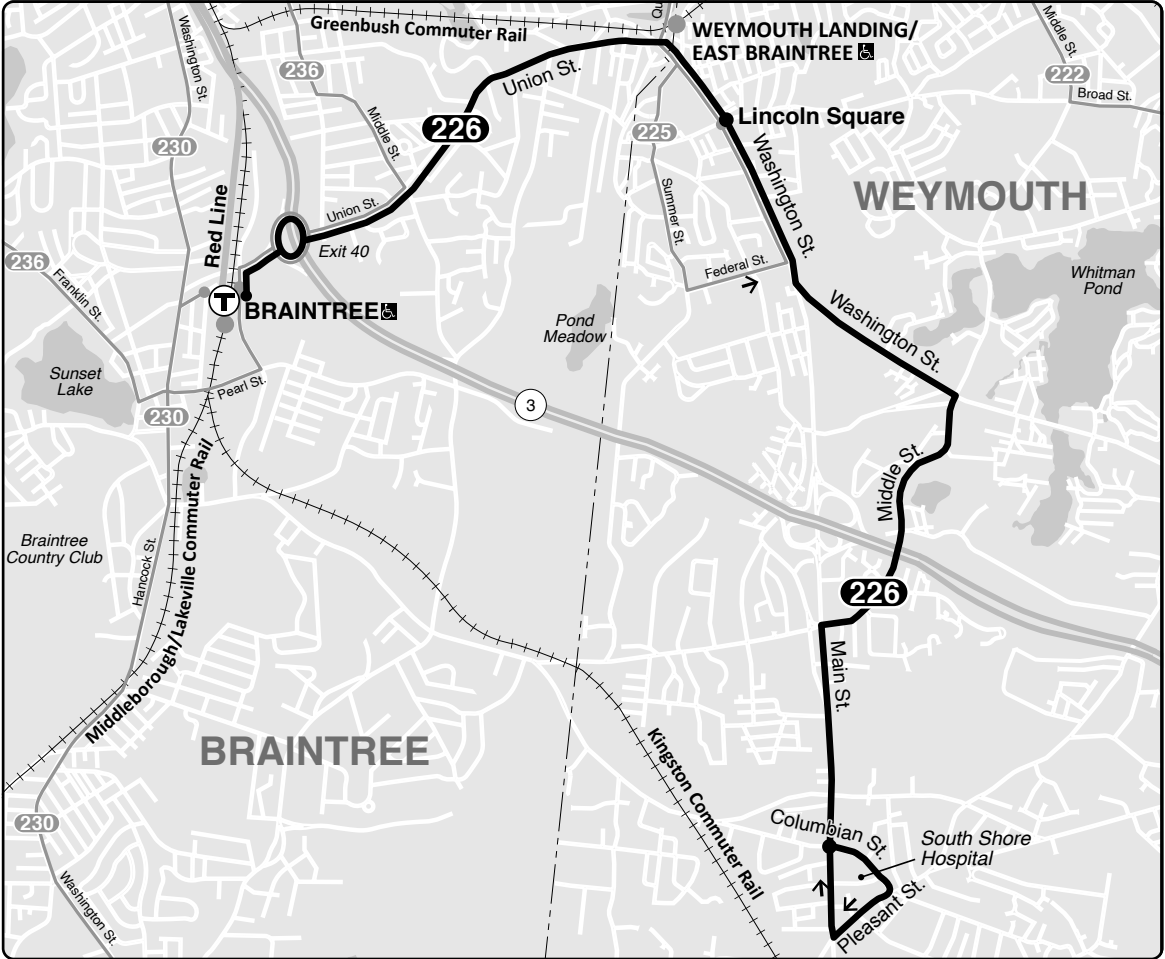 Greenbush Commuter Rail
Qu
WEYMOUTH LANDING/
EAST BRAINTREE
Middle St.
222
Broad St.
Washington St.
236
Union St.
226
Middle St.
230
225
Lincoln Square
Washington St.
WEYMOUTH
Red Line
Union St.
Exit 40
Summer St.
Federal St.
236
Franklin St.
T
BRAINTREE
Whitman
Pond
Pond
Meadow
Washington St.
Sunset
Lake
Pearl St.
230
3
Middle St.
Middleborough/Lakeville Commuter Rail
Braintree
Country Club
Hancock St.
226
Main St.
BRAINTREE
Kingston Commuter Rail
230
Columbian St.
South Shore
Hospital
Pleasant St.
Washington St.